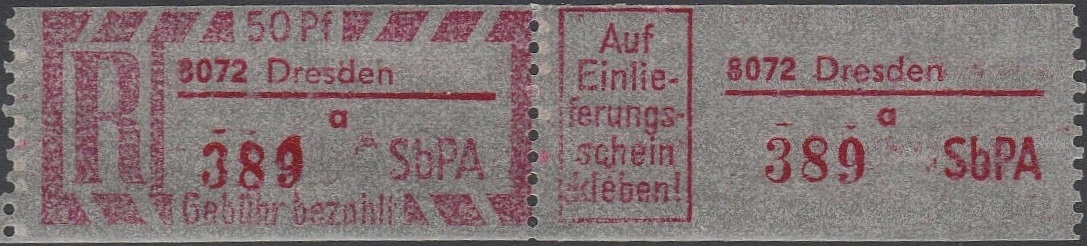 50 Pf
R
8072 Dresden
a
389 SbPA
Gebühr bezahlt
Auf
Einlie-
ferungs-
schein
kleben!
8072 Dresden
a
389 SbPA